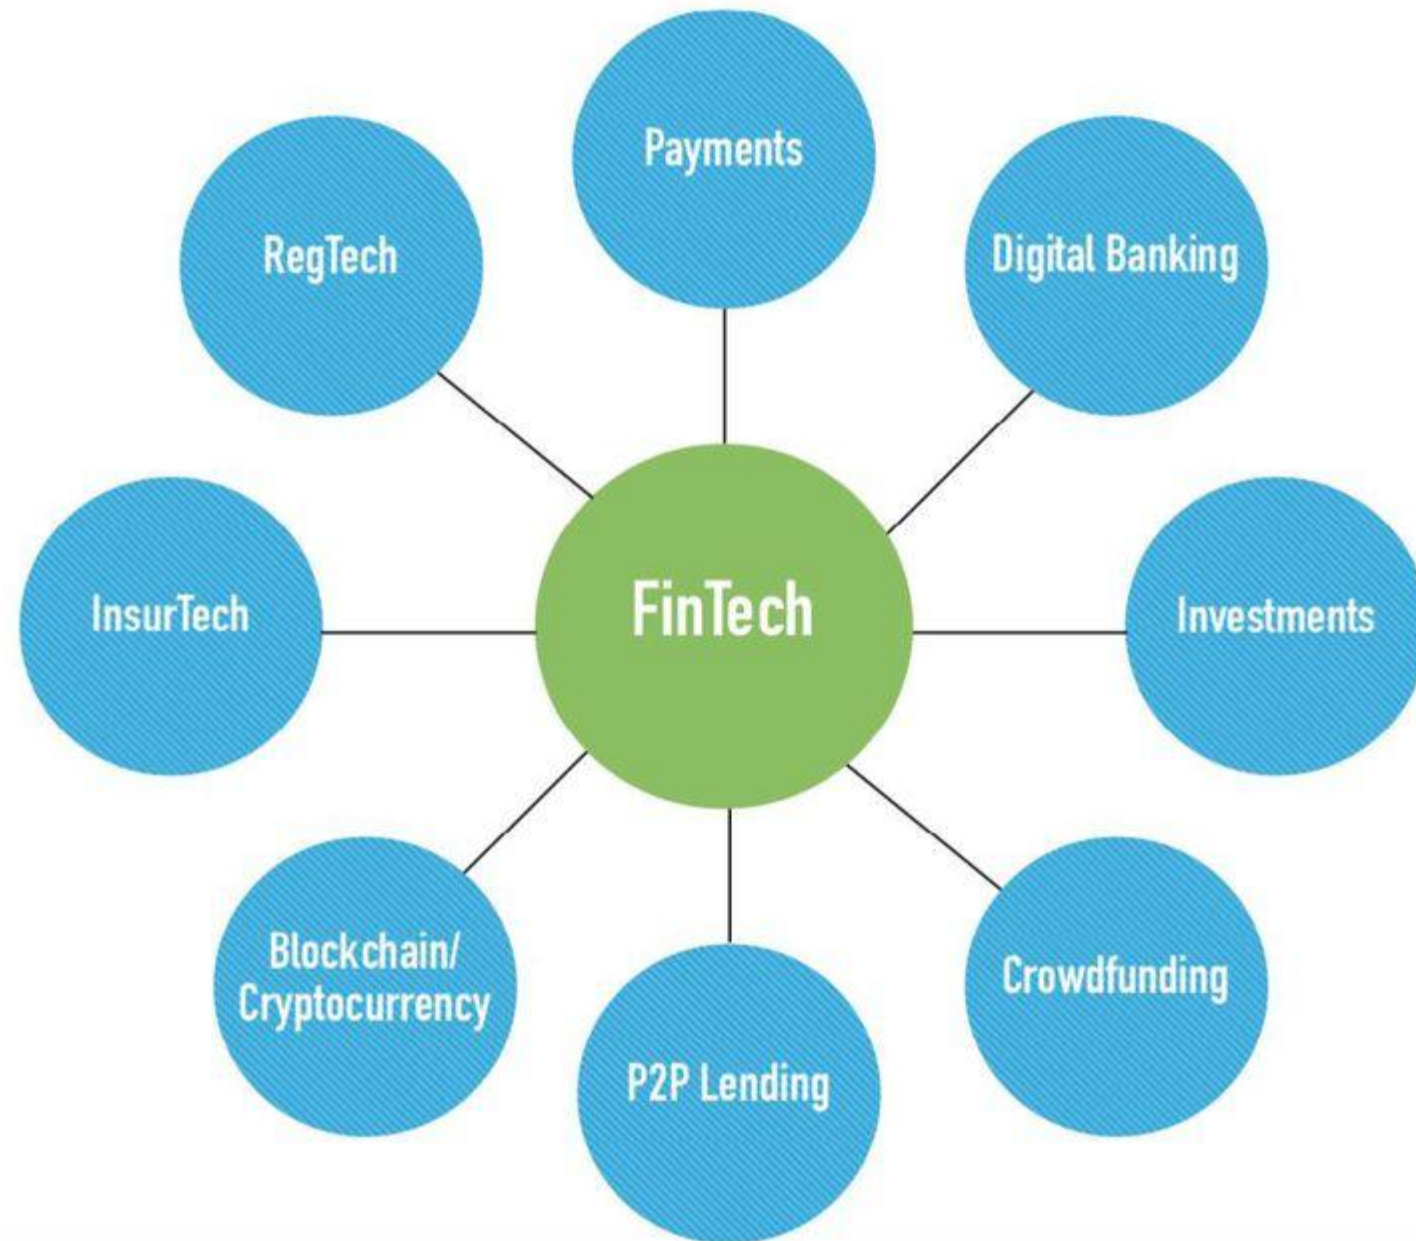 Payments
RegTech
Digital Banking
InsurTech
FinTech
Investments
Blockchain/
Cryptocurrency
Crowdfunding
P2P Lending